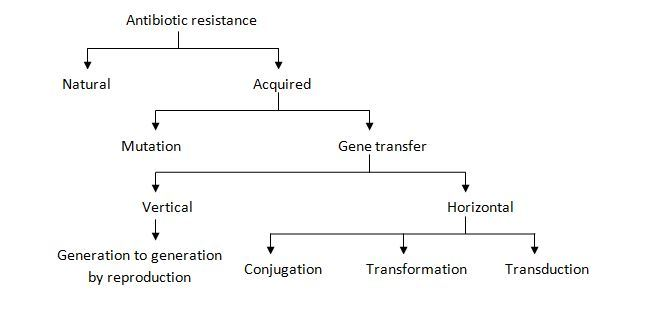 Antibiotic resistance
Natural
Acquired
Mutation
Gene transfer
Vertical
Horizontal
Generation to generation
by reproduction
Conjugation
Transformation
Transduction